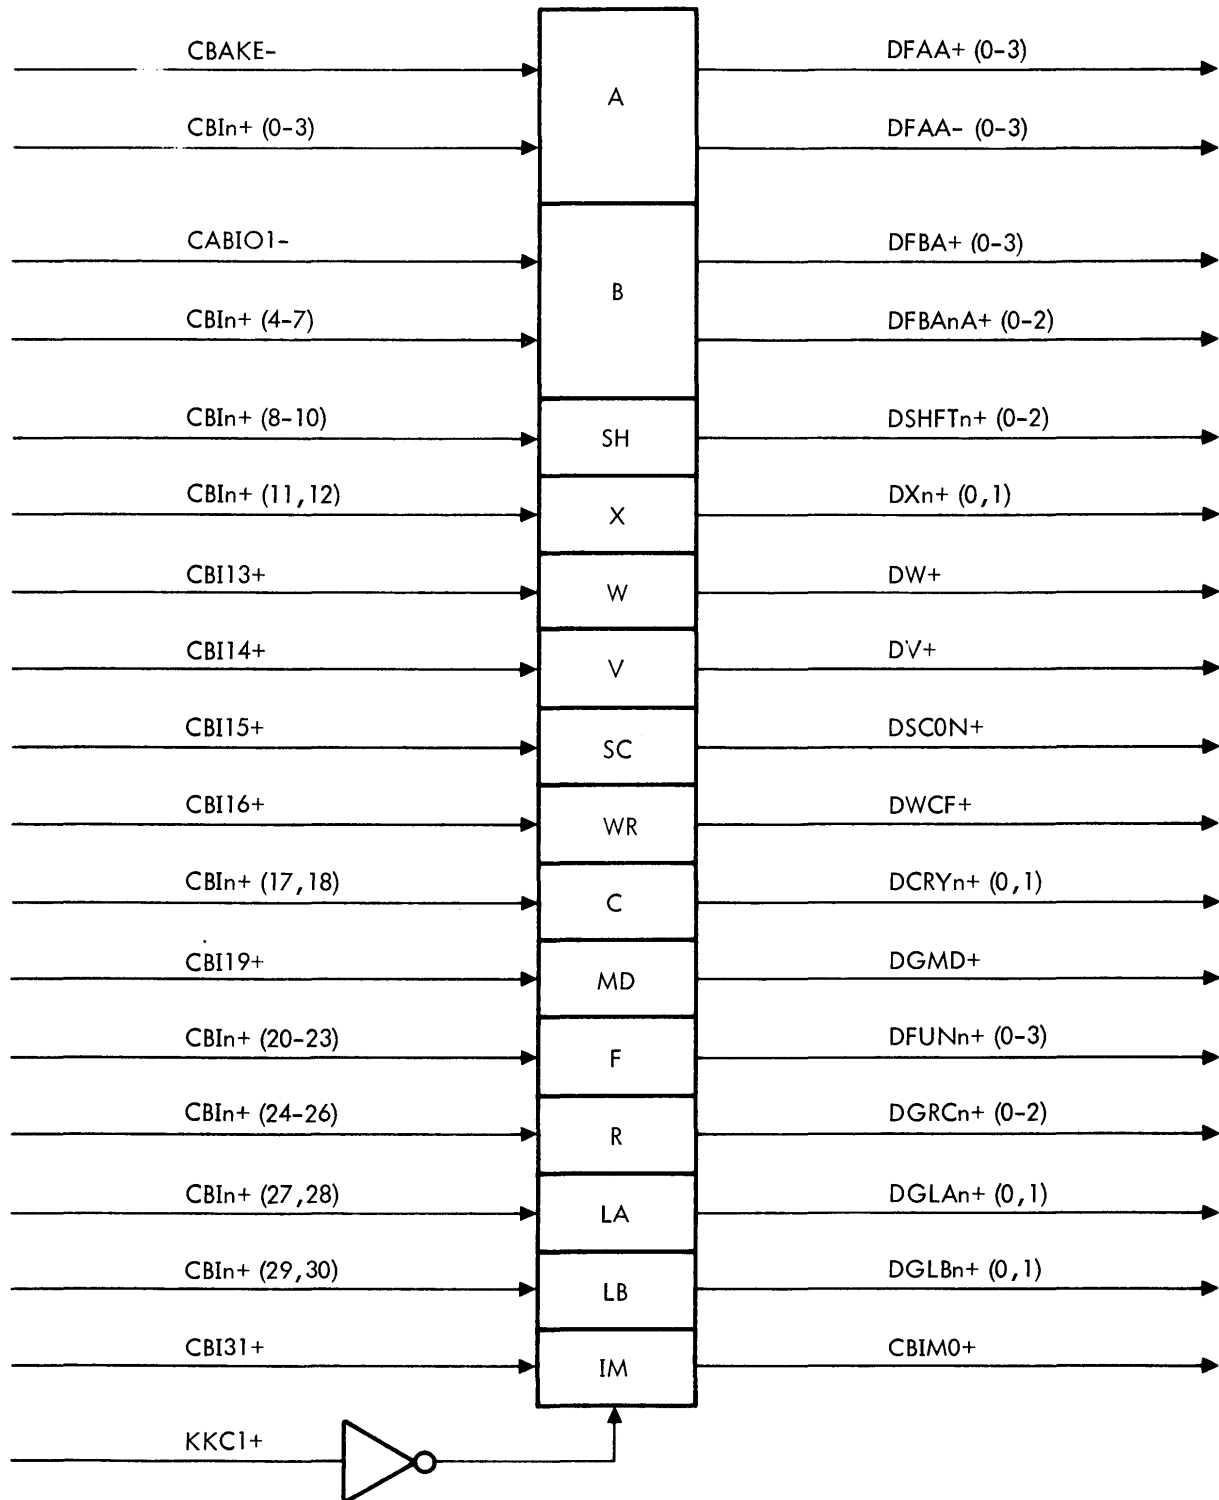 CBAKE-
DFAA+ (0-3)
A
CBIn+ (0-3)
DFAA- (0-3)
CABIO1-
DFBA+ (0-3)
B
CBIn+ (4-7)
DFBAnA+ (0-2)
CBIn+ (8-10)
SH
DSHFTn+ (0-2)
CBIn+ (11,12)
X
DXn+ (0,1)
CBI13+
W
DW+
CBI14+
V
DV+
CBI15+
SC
DSC0N+
CBI16+
WR
DWCF+
CBIn+ (17,18)
C
DCRYn+ (0,1)
CBI19+
MD
DGMD+
CBIn+ (20-23)
F
DFUNn+ (0-3)
CBIn+ (24-26)
R
DGRCn+ (0-2)
CBIn+ (27,28)
LA
DGLAn+ (0,1)
CBIn+ (29,30)
LB
DGLBn+ (0,1)
CBI31+
IM
CBIM0+
KKC1+